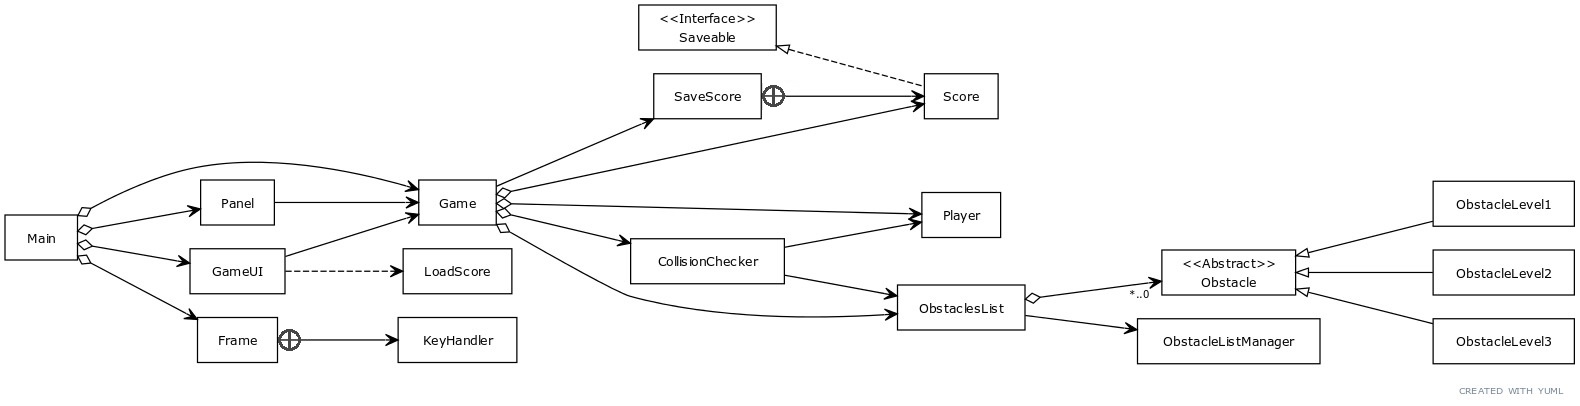 <<Interface>>
Saveable
SaveScore
Score
Panel
Game
Main
GameUI
LoadScore
Frame
KeyHandler
Player
CollisionChecker
ObstaclesList
*..0
<<Abstract>>
Obstacle
ObstacleListManager
ObstacleLevel1
ObstacleLevel2
ObstacleLevel3
CREATED WITH YUML